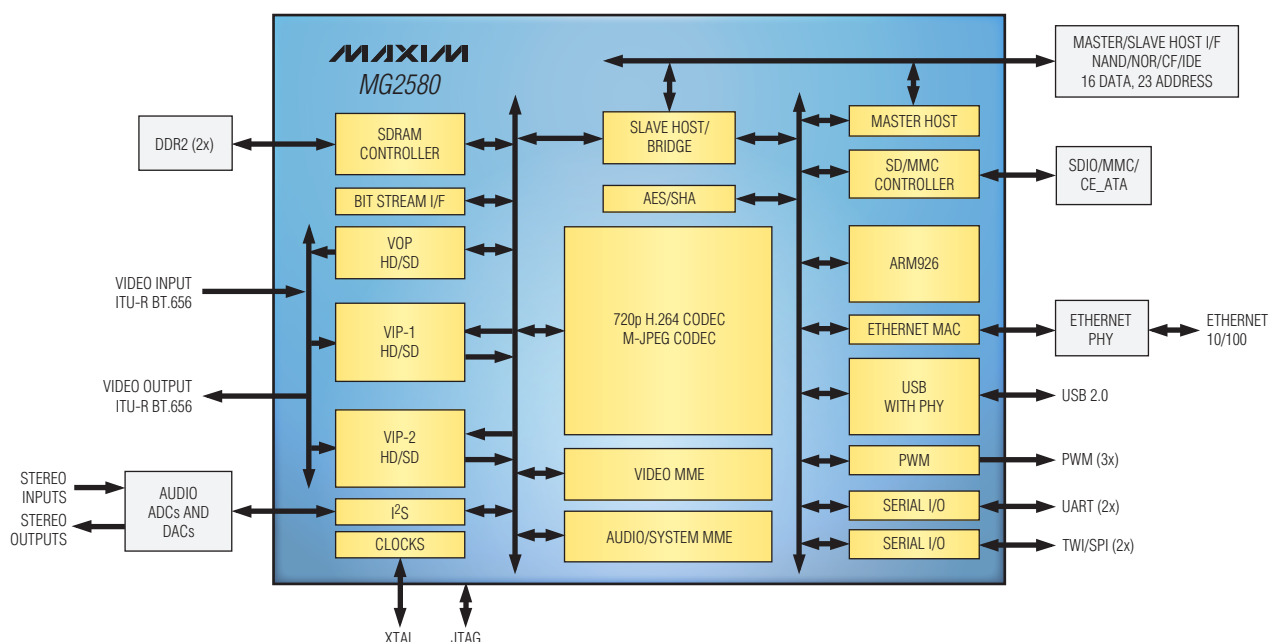 MAXIM
MG2580
MASTER/SLAVE HOST I/F
NAND/NOR/CF/IDE
16 DATA, 23 ADDRESS
DDR2 (2x)
SDRAM
CONTROLLER
SLAVE HOST/
BRIDGE
MASTER HOST
SD/MMC
CONTROLLER
SDIO/MMC/
CE_ATA
BIT STREAM I/F
AES/SHA
VOP
HD/SD
ARM926
VIDEO INPUT
ITU-R BT.656
VIP-1
HD/SD
720p H.264 CODEC
M-JPEG CODEC
ETHERNET MAC
ETHERNET
PHY
ETHERNET
10/100
VIDEO OUTPUT
ITU-R BT.656
USB
WITH PHY
USB 2.0
VIP-2
HD/SD
VIDEO MME
PWM
PWM (3x)
STEREO
INPUTS
STEREO
OUTPUTS
AUDIO
ADCs AND
DACs
I²S
AUDIO/SYSTEM MME
SERIAL I/O
UART (2x)
CLOCKS
SERIAL I/O
TWI/SPI (2x)
XTAL
JTAG